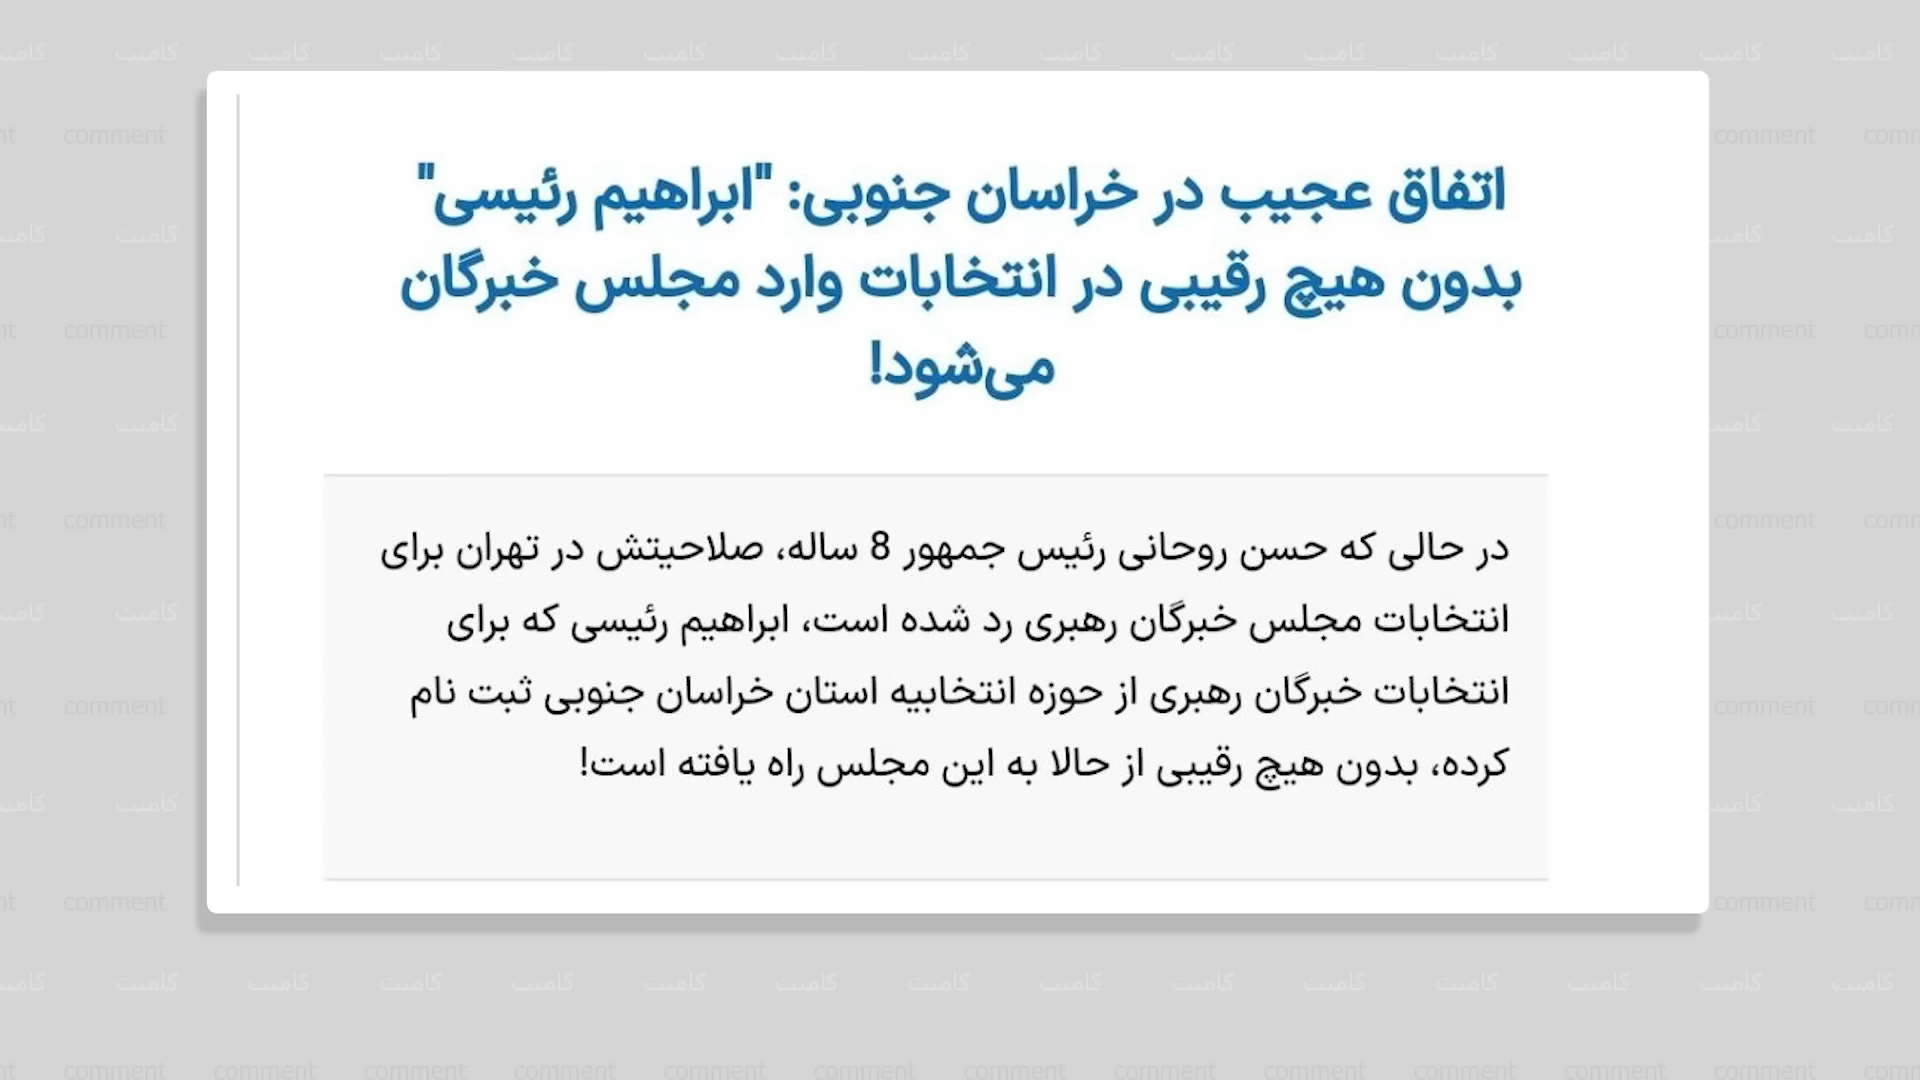 اتفاق عجیب در خراسان جنوبی: "ابراهیم رئیسی"
بدون هیچ رقیبی در انتخابات وارد مجلس خبرگان
می‌شود!
در حالی که حسن روحانی رئیس جمهور 8 ساله، صلاحیتش در تهران برای
انتخابات مجلس خبرگان رهبری رد شده است، ابراهیم رئیسی که برای
انتخابات خبرگان رهبری از حوزه انتخابیه استان خراسان جنوبی ثبت نام
کرده، بدون هیچ رقیبی از حالا به این مجلس راه یافته است!